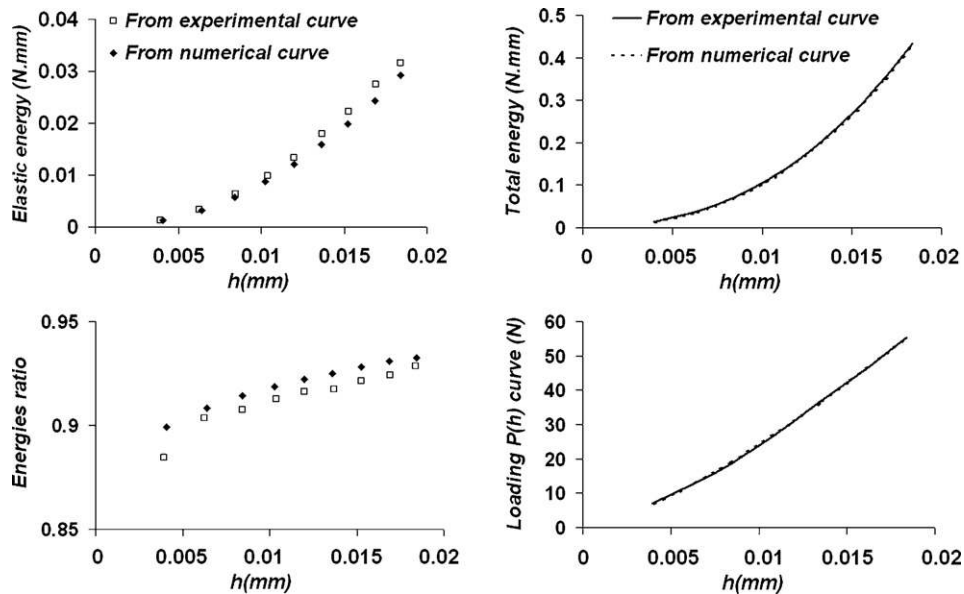 0.04
From experimental curve
From numerical curve
0.03
0.02
0.01
0
Elastic energy (N.mm)
0 0.005 0.01 0.015 0.02
h(mm)
0.5
From experimental curve
From numerical curve
0.4
0.3
0.2
0.1
0
Total energy (N.mm)
0 0.005 0.01 0.015 0.02
h(mm)
0.95
0.9
0.85
Energies ratio
0 0.005 0.01 0.015 0.02
h(mm)
60
50
40
30
20
10
0
Loading P(h) curve (N)
0 0.005 0.01 0.015 0.02
h(mm)